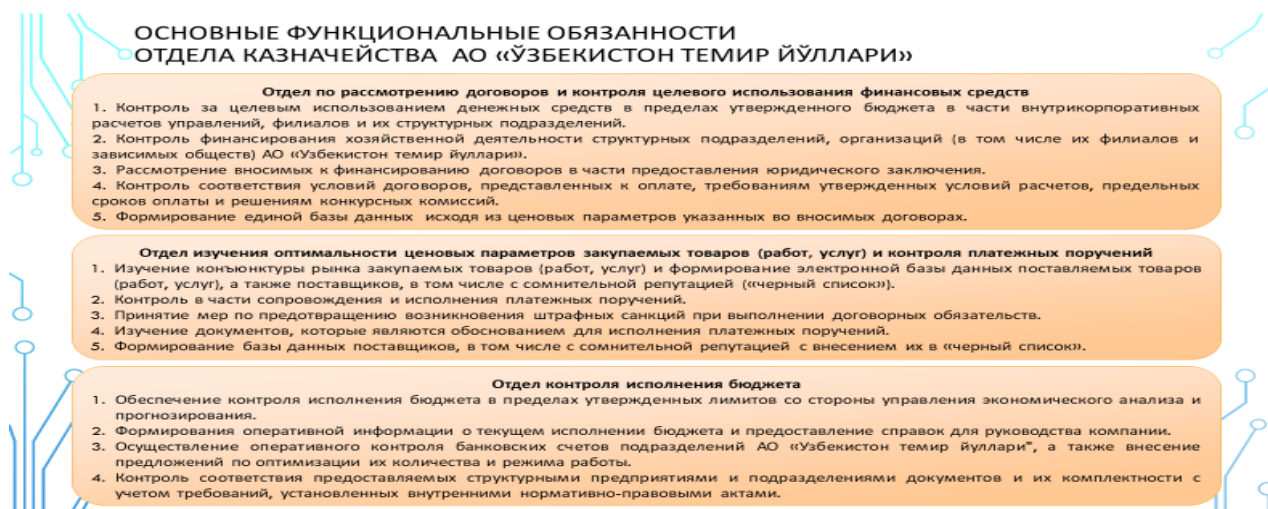 ОСНОВНЫЕ ФУНКЦИОНАЛЬНЫЕ ОБЯЗАННОСТИ
ОТДЕЛА КАЗНАЧЕЙСТВА АО «ЎЗБЕКИСТОН ТЕМИР ЙЎЛЛАРИ»
Отдел по рассмотрению договоров и контроля целевого использования финансовых средств
1. Контроль за целевым использованием денежных средств в пределах утвержденного бюджета в части внутрикорпоративных
расчетов управлений, филиалов и их структурных подразделений.
2. Контроль финансирования хозяйственной деятельности структурных подразделений, организаций (в том числе их филиалов и
зависимых обществ) АО «Узбекистон темир йуллари».
3. Рассмотрение вносимых к финансированию договоров в части предоставления юридического заключения.
4. Контроль соответствия условий договоров, представленных к оплате, требованиям утвержденных условий расчетов, предельных
сроков оплаты и решениям конкурсных комиссий.
5. Формирование единой базы данных исходя из ценовых параметров указанных во вносимых договорах.
Отдел изучения оптимальности ценовых параметров закупаемых товаров (работ, услуг) и контроля платежных поручений
1. Изучение конъюнктуры рынка закупаемых товаров (работ, услуг) и формирование электронной базы данных поставляемых товаров
(работ, услуг), а также поставщиков, в том числе с сомнительной репутацией («черный список»).
2. Контроль в части сопровождения и исполнения платежных поручений.
3. Принятие мер по предотвращению возникновения штрафных санкций при выполнении договорных обязательств.
4. Изучение документов, которые являются обоснованием для исполнения платежных поручений.
5. Формирование базы данных поставщиков, в том числе с сомнительной репутацией с внесением их в «черный список».
Отдел контроля исполнения бюджета
1. Обеспечение контроля исполнения бюджета в пределах утвержденных лимитов со стороны управления экономического анализа и
прогнозирования.
2. Формирования оперативной информации о текущем исполнении бюджета и предоставление справок для руководства компании.
3. Осуществление оперативного контроля банковских счетов подразделений АО «Узбекистон темир йуллари", а также внесение
предложений по оптимизации их количества и режима работы.
4. Контроль соответствия предоставляемых структурными предприятиями и подразделениями документов и их комплектности с
учетом требований, установленных внутренними нормативно-правовыми актами.